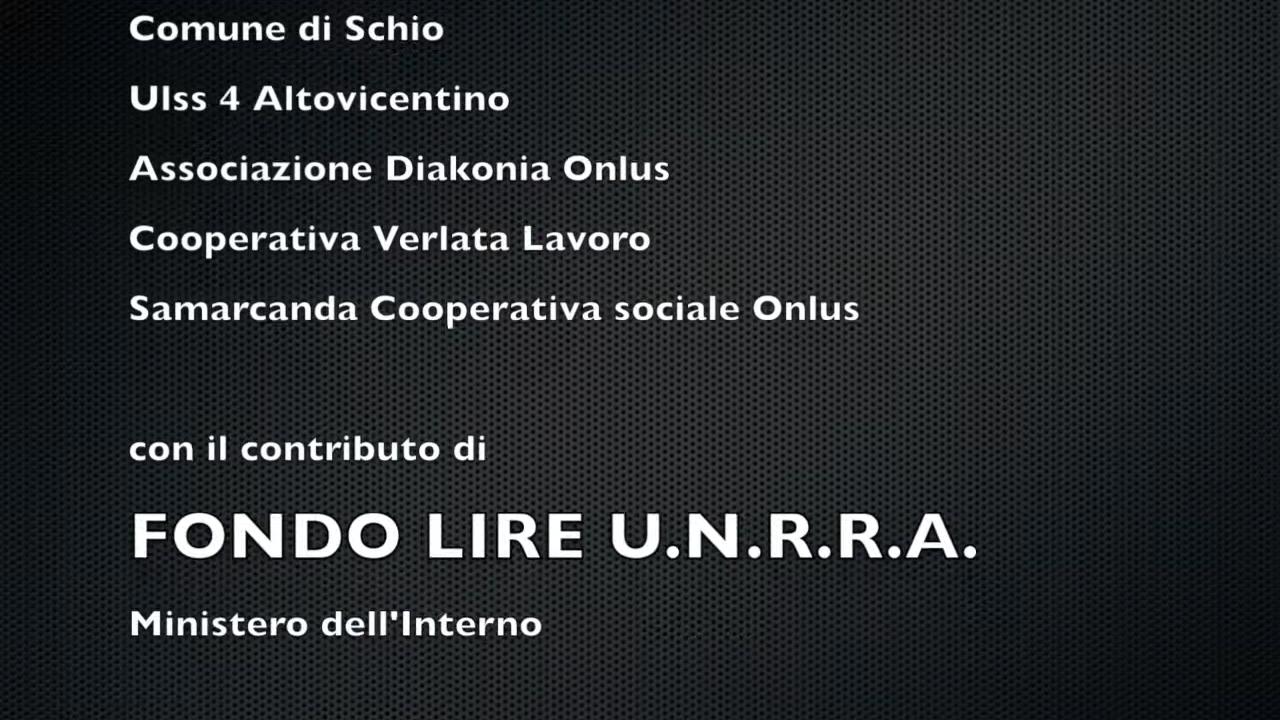 Comune di Schio
Ulss 4 Altovicentino
Associazione Diakonia Onlus
Cooperativa Verlata Lavoro
Samarcanda Cooperativa sociale Onlus
con il contributo di
FONDO LIRE U.N.R.R.A.
Ministero dell'Interno